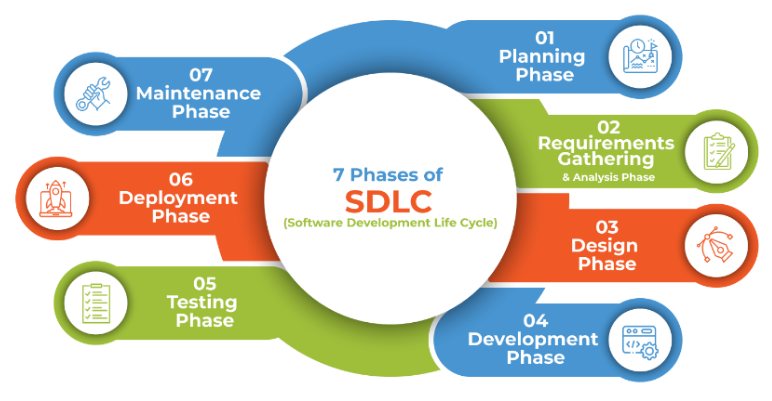 7 Phases of
SDLC
(Software Development Life Cycle)
01
Planning
Phase
02
Requirements
Gathering
& Analysis Phase
03
Design
Phase
04
Development
Phase
05
Testing
Phase
06
Deployment
Phase
07
Maintenance
Phase